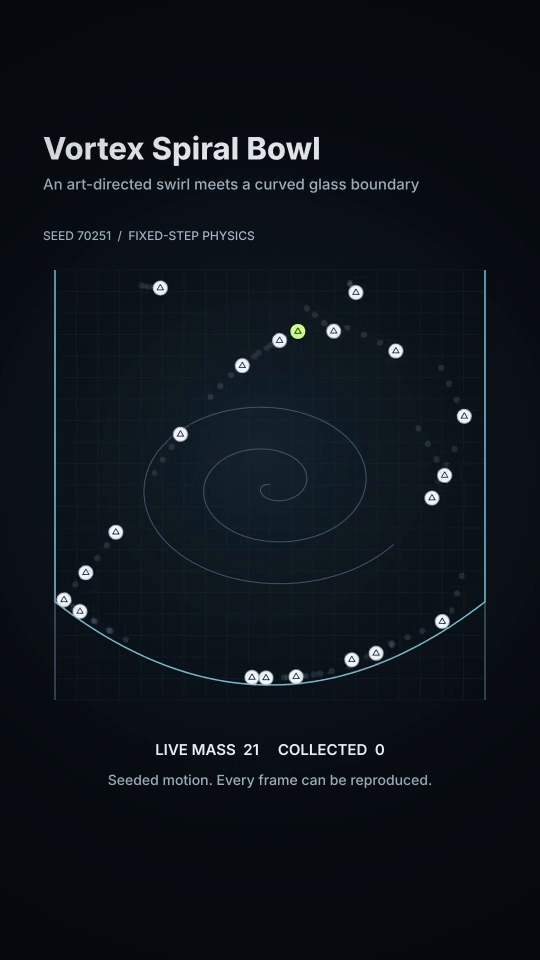 Vortex Spiral Bowl
An art-directed swirl meets a curved glass boundary
SEED 70251 / FIXED-STEP PHYSICS
LIVE MASS 21 COLLECTED 0
Seeded motion. Every frame can be reproduced.